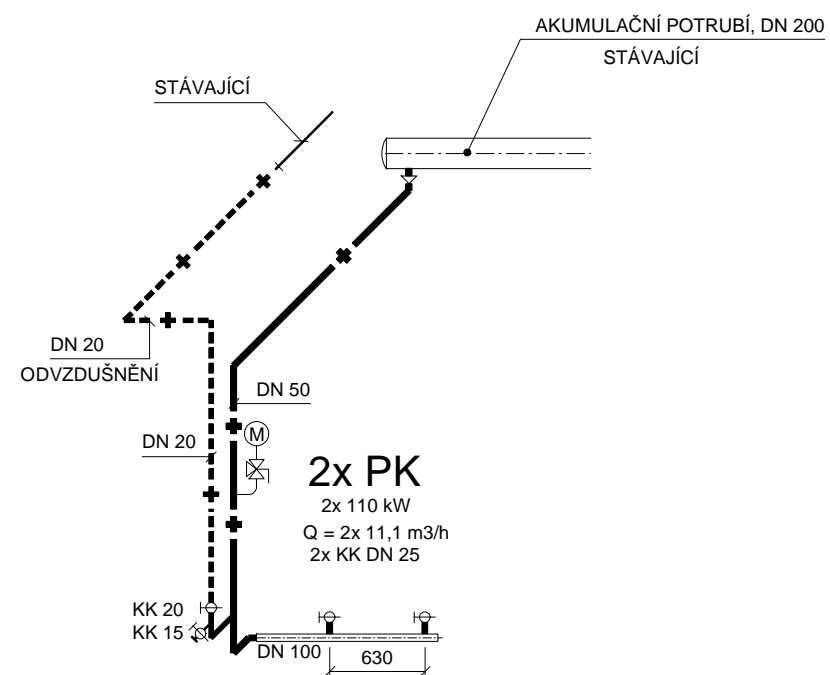 AKUMULAČNÍ POTRUBÍ, DN 200
STÁVAJÍCÍ
STÁVAJÍCÍ
DN 20
ODVZDUŠNĚNÍ
DN 50
DN 20
M
2x PK
2x 110 kW
Q = 2x 11,1 m3/h
2x KK DN 25
KK 20
KK 15
DN 100
630